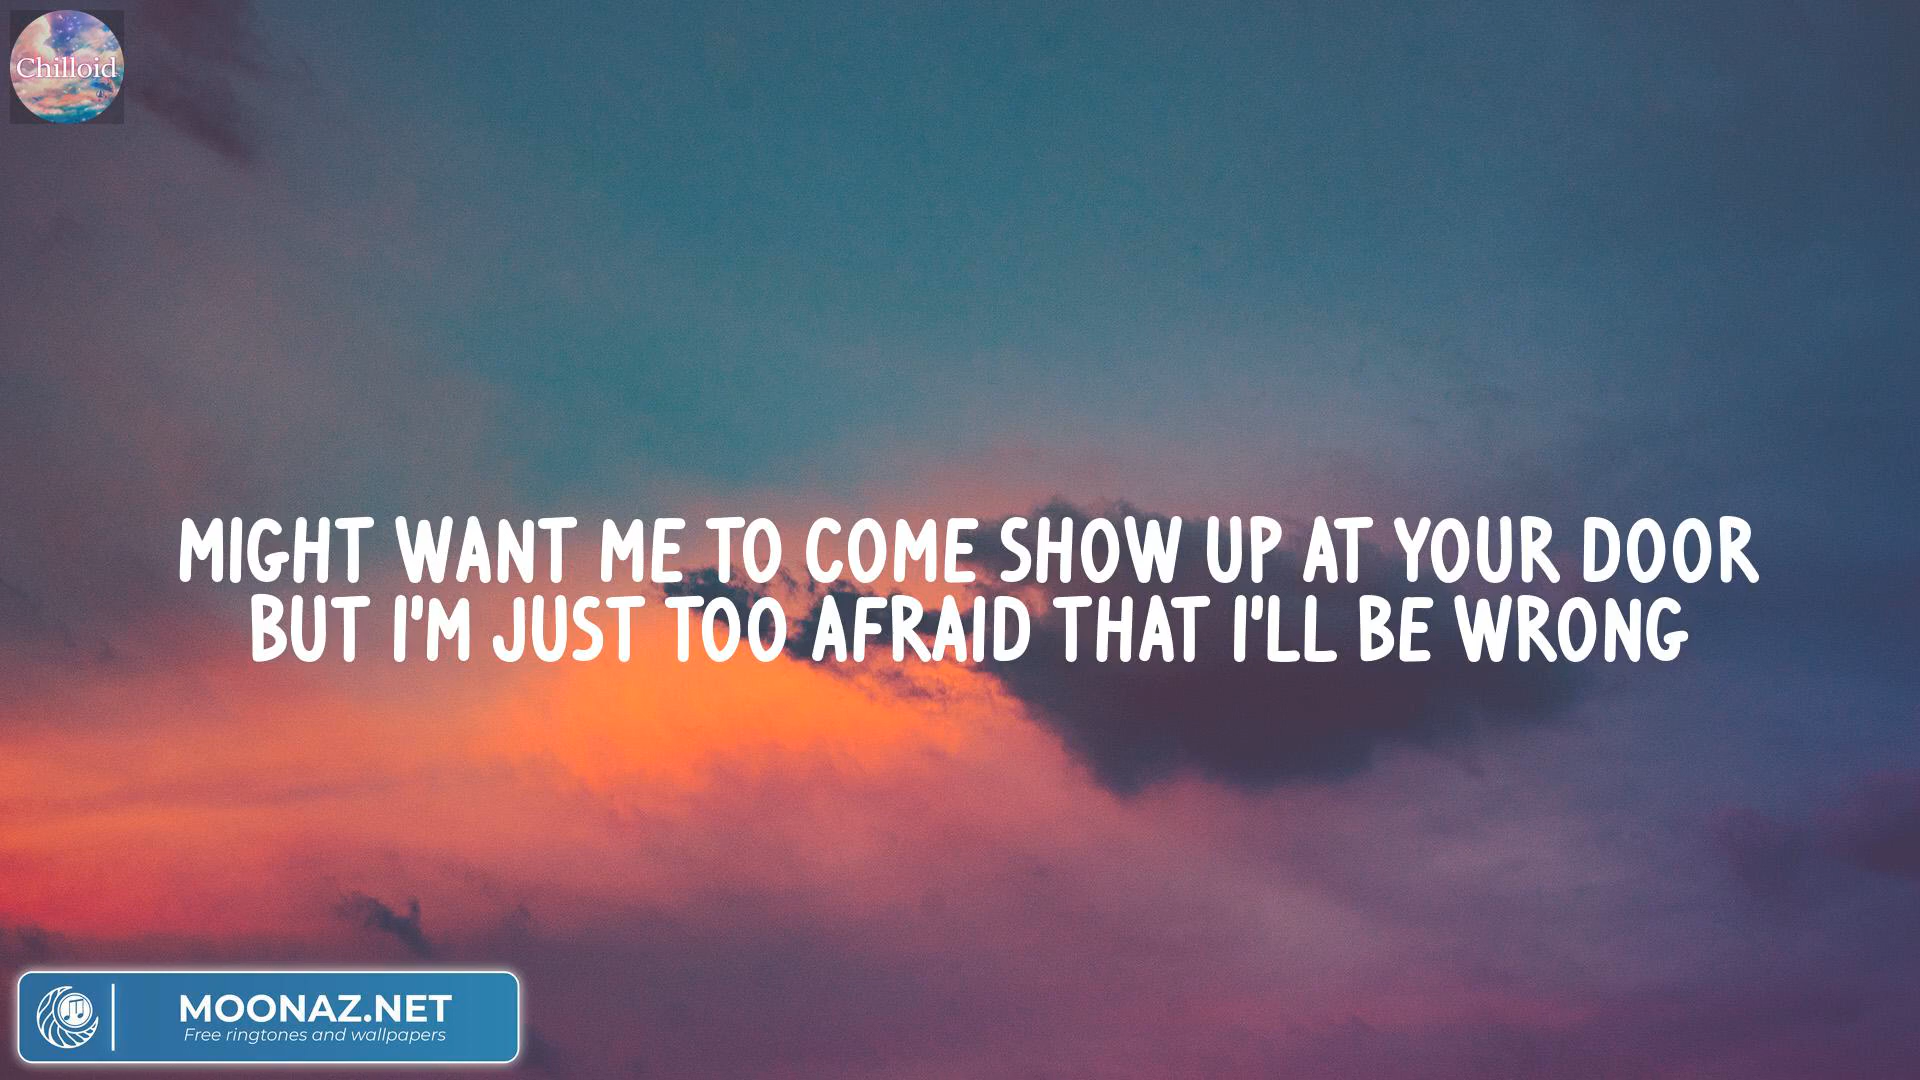 Chilloid
MIGHT WANT ME TO COME SHOW UP AT YOUR DOOR
BUT I'M JUST TOO AFRAID THAT I'LL BE WRONG
MOONAZ.NET
Free ringtones and wallpapers